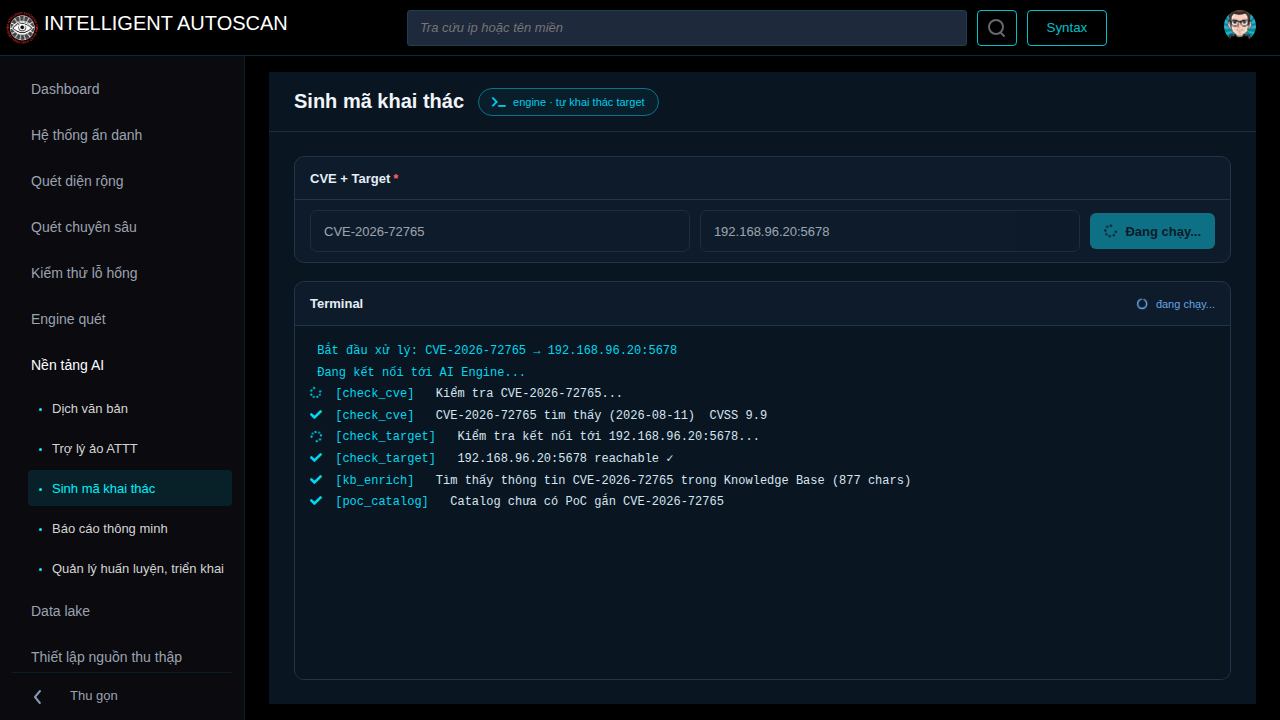 INTELLIGENT AUTOSCAN
Tra cứu ip hoặc tên miền
Syntax
Dashboard
Hệ thống ẩn danh
Quét diện rộng
Quét chuyên sâu
Kiểm thử lỗ hổng
Engine quét
Nền tảng AI
Dịch văn bản
Trợ lý ảo ATTT
Sinh mã khai thác
Báo cáo thông minh
Quản lý huấn luyện, triển khai
Data lake
Thiết lập nguồn thu thập
Thu gọn
Sinh mã khai thác
engine · tự khai thác target
CVE + Target *
CVE-2026-72765
192.168.96.20:5678
Đang chạy...
Terminal
đang chạy...
Bắt đầu xử lý: CVE-2026-72765 → 192.168.96.20:5678
Đang kết nối tới AI Engine...
[check_cve] Kiểm tra CVE-2026-72765...
[check_cve] CVE-2026-72765 tìm thấy (2026-08-11) CVSS 9.9
[check_target] Kiểm tra kết nối tới 192.168.96.20:5678...
[check_target] 192.168.96.20:5678 reachable ✓
[kb_enrich] Tìm thấy thông tin CVE-2026-72765 trong Knowledge Base (877 chars)
[poc_catalog] Catalog chưa có PoC gắn CVE-2026-72765